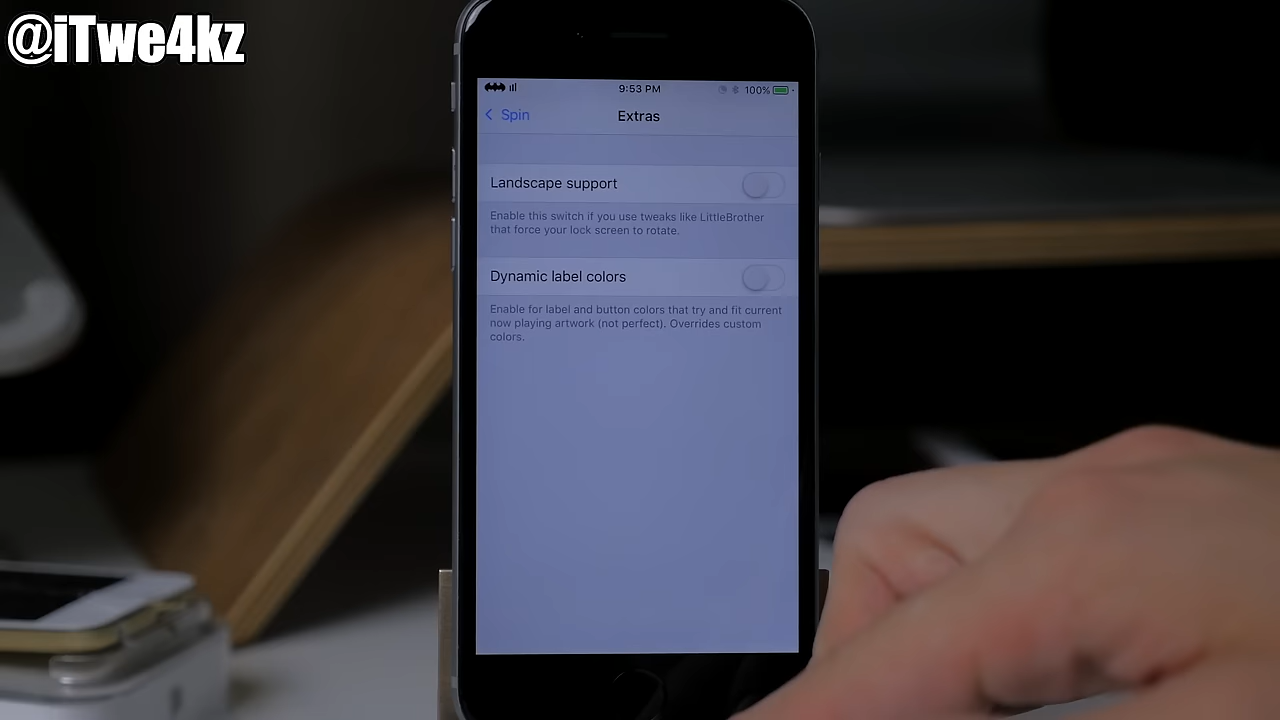 @iTwe4kz
9:53 PM
100%
Spin
Extras
Landscape support
Enable this switch if you use tweaks like LittleBrother
that force your lock screen to rotate.
Dynamic label colors
Enable for label and button colors that try and fit current
now playing artwork (not perfect). Overrides custom
colors.